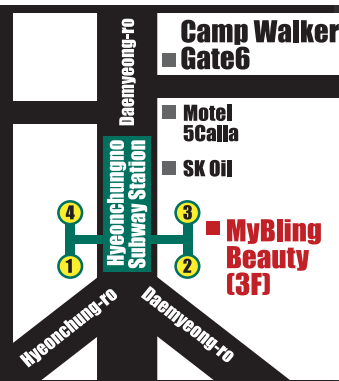 Camp Walker
Gate6
Daemyeong-ro
Motel
5Calla
SK Oil
Hyeonchungno
Subway Station
4
3
1
2
MyBling
Beauty
(3F)
Hyeonchung-ro
Daemyeong-ro